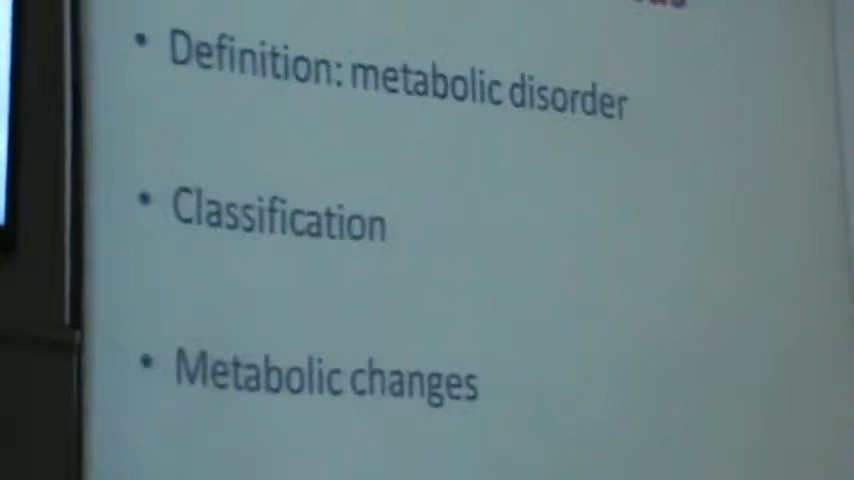 • Definition: metabolic disorder
• Classification
• Metabolic changes